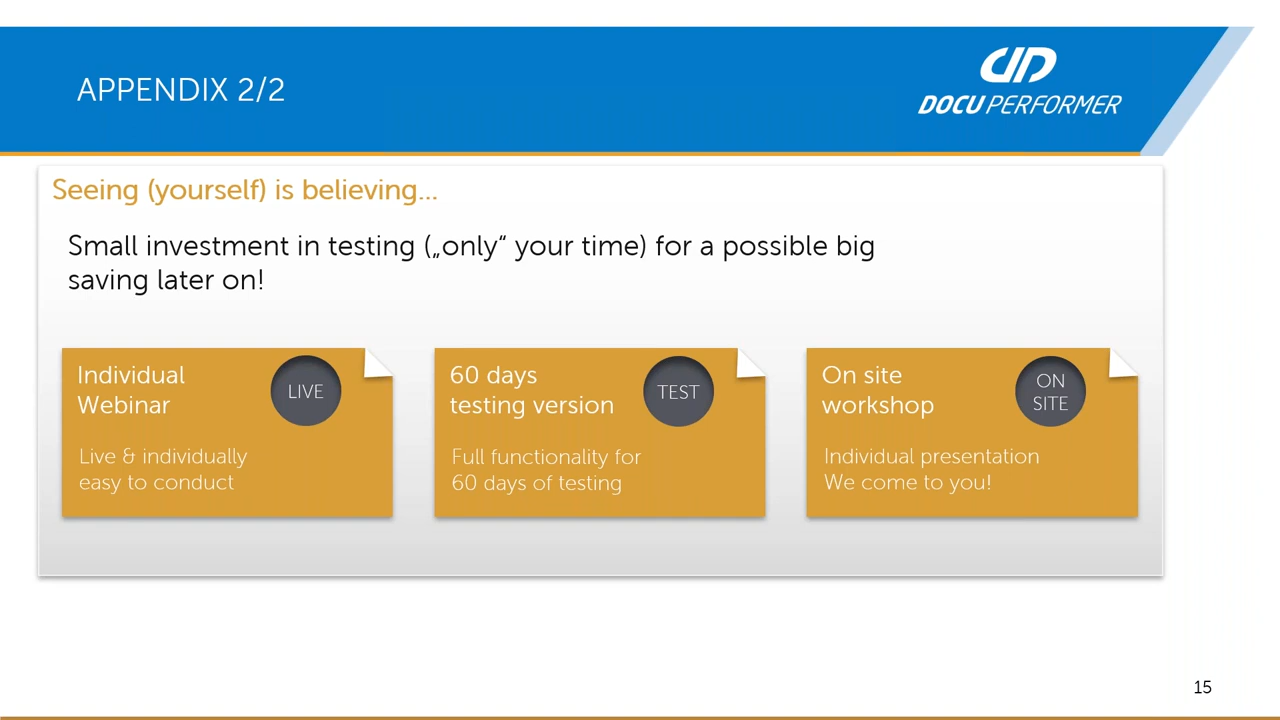 APPENDIX 2/2
DOCU PERFORMER
Seeing (yourself) is believing...
Small investment in testing („only“ your time) for a possible big
saving later on!
Individual
Webinar
LIVE
Live & individually
easy to conduct
60 days
testing version
TEST
Full functionality for
60 days of testing
On site
workshop
ON
SITE
Individual presentation
We come to you!
15